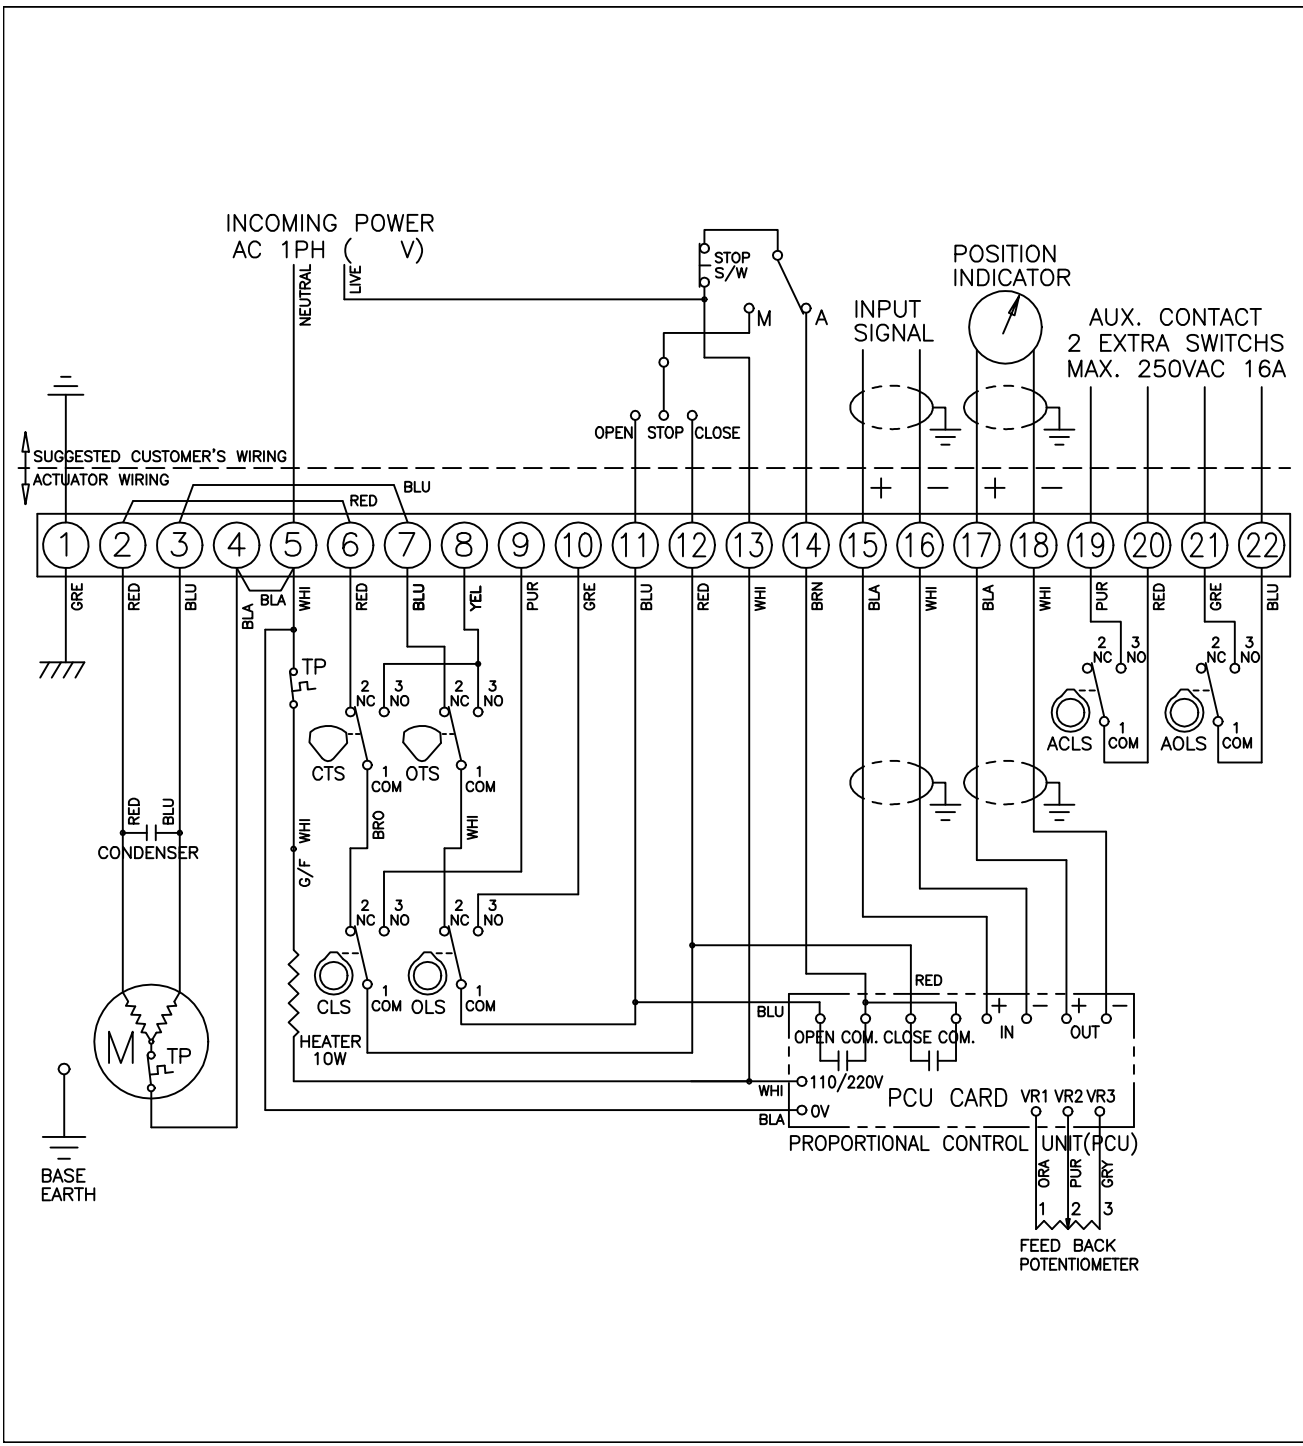 INCOMING POWER
AC 1PH ( V)
NEUTRAL
LIVE
STOP
S/W
M
A
INPUT
SIGNAL
POSITION
INDICATOR
AUX. CONTACT
2 EXTRA SWITCHS
MAX. 250VAC 16A
OPEN STOP CLOSE
SUGGESTED CUSTOMER'S WIRING
ACTUATOR WIRING
BLU
RED
+ − + −
1 2 3 4 5 6 7 8 9 10 11 12 13 14 15 16 17 18 19 20 21 22
GRE RED BLU BLA BLA WHI RED BLU YEL PUR GRE BLU RED WHI BRN BLA WHI BLA WHI PUR RED GRE BLU
TP
2 3 2 3
NC NO NC NO
CTS OTS
1 1
COM COM
2 3 2 3
NC NO NC NO
ACLS AOLS
1 1
COM COM
RED BLU
CONDENSER
WHI
G/F
BRO
WHI
2 3 2 3
NC NO NC NO
CLS OLS
1 1
COM COM
HEATER
10W
M
TP
BASE
EARTH
RED
BLU
+ − + −
OPEN COM. CLOSE COM. IN OUT
WHI
110/220V
BLA
0V
PCU CARD
VR1 VR2 VR3
PROPORTIONAL CONTROL UNIT(PCU)
ORA PUR GRY
1 2 3
FEED BACK
POTENTIOMETER